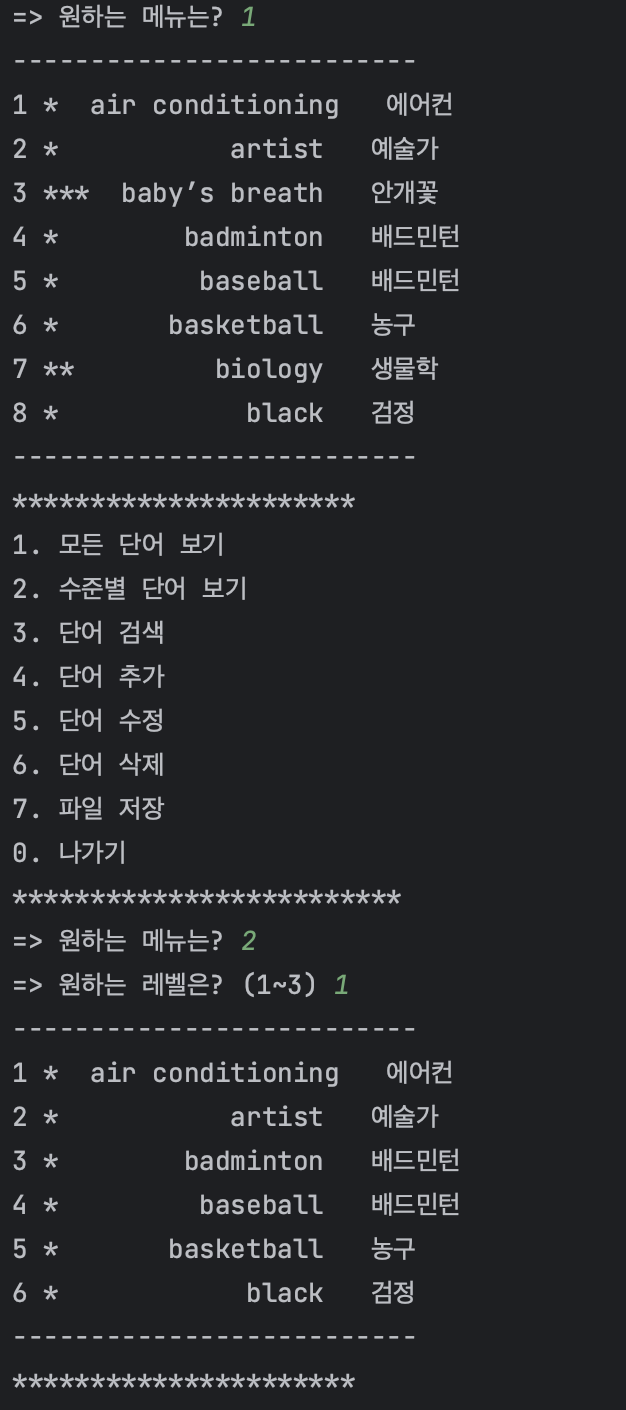 => 원하는 메뉴는? 1
--------------------------
1 *  air conditioning   에어컨
2 *           artist   예술가
3 ***  baby’s breath   안개꽃
4 *        badminton   배드민턴
5 *         baseball   배드민턴
6 *       basketball   농구
7 **         biology   생물학
8 *            black   검정
--------------------------
**********************
1. 모든 단어 보기
2. 수준별 단어 보기
3. 단어 검색
4. 단어 추가
5. 단어 수정
6. 단어 삭제
7. 파일 저장
0. 나가기
*************************
=> 원하는 메뉴는? 2
=> 원하는 레벨은? (1~3) 1
--------------------------
1 *  air conditioning   에어컨
2 *           artist   예술가
3 *        badminton   배드민턴
4 *         baseball   배드민턴
5 *       basketball   농구
6 *            black   검정
--------------------------
**********************